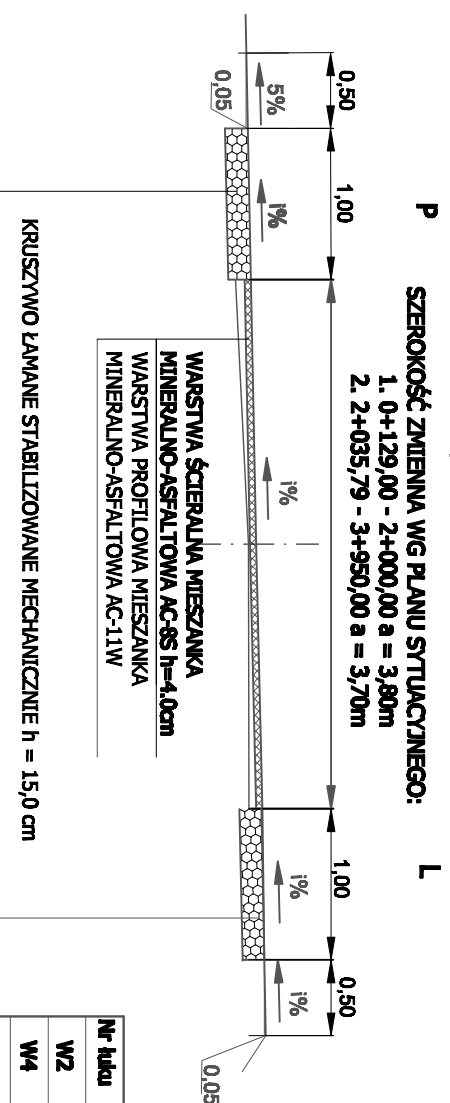 P
L
SZEROKOŚĆ ZMIENNA WG PLANU SYTUACYJNEGO:
1. 0+129,00 - 2+000,00 a = 3,80m
2. 2+035,79 - 3+950,00 a = 3,70m
0,50
1,00
1,00
0,50
5%
i%
i%
i%
i%
0,05
0,05
WARSTWA ŚCIERALNA MIESZANKA
MINERALNO-ASFALTOWA AC-8S h=4.0cm
WARSTWA PROFILOWA MIESZANKA
MINERALNO-ASFALTOWA AC-11W
KRUSZYWO ŁAMANE STABILIZOWANE MECHANICZNIE h = 15,0 cm
Nr łuku
W2
W4